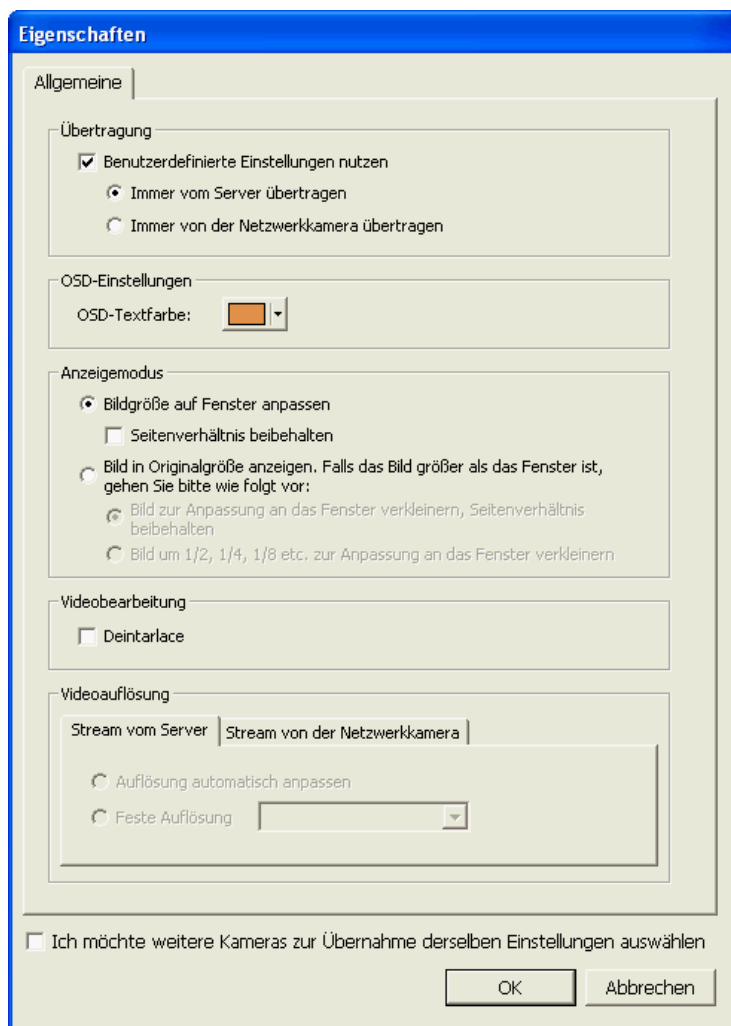 Eigenschaften
Allgemeine
Übertragung
Benutzerdefinierte Einstellungen nutzen
Immer vom Server übertragen
Immer von der Netzwerkkamera übertragen
OSD-Einstellungen
OSD-Textfarbe:
Anzeigemodus
Bildgröße auf Fenster anpassen
Seitenverhältnis beibehalten
Bild in Originalgröße anzeigen. Falls das Bild größer als das Fenster ist,
gehen Sie bitte wie folgt vor:
Bild zur Anpassung an das Fenster verkleinern, Seitenverhältnis
beibehalten
Bild um 1/2, 1/4, 1/8 etc. zur Anpassung an das Fenster verkleinern
Videobearbeitung
Deintarlace
Videoauflösung
Stream vom Server Stream von der Netzwerkkamera
Auflösung automatisch anpassen
Feste Auflösung
Ich möchte weitere Kameras zur Übernahme derselben Einstellungen auswählen
OK Abbrechen